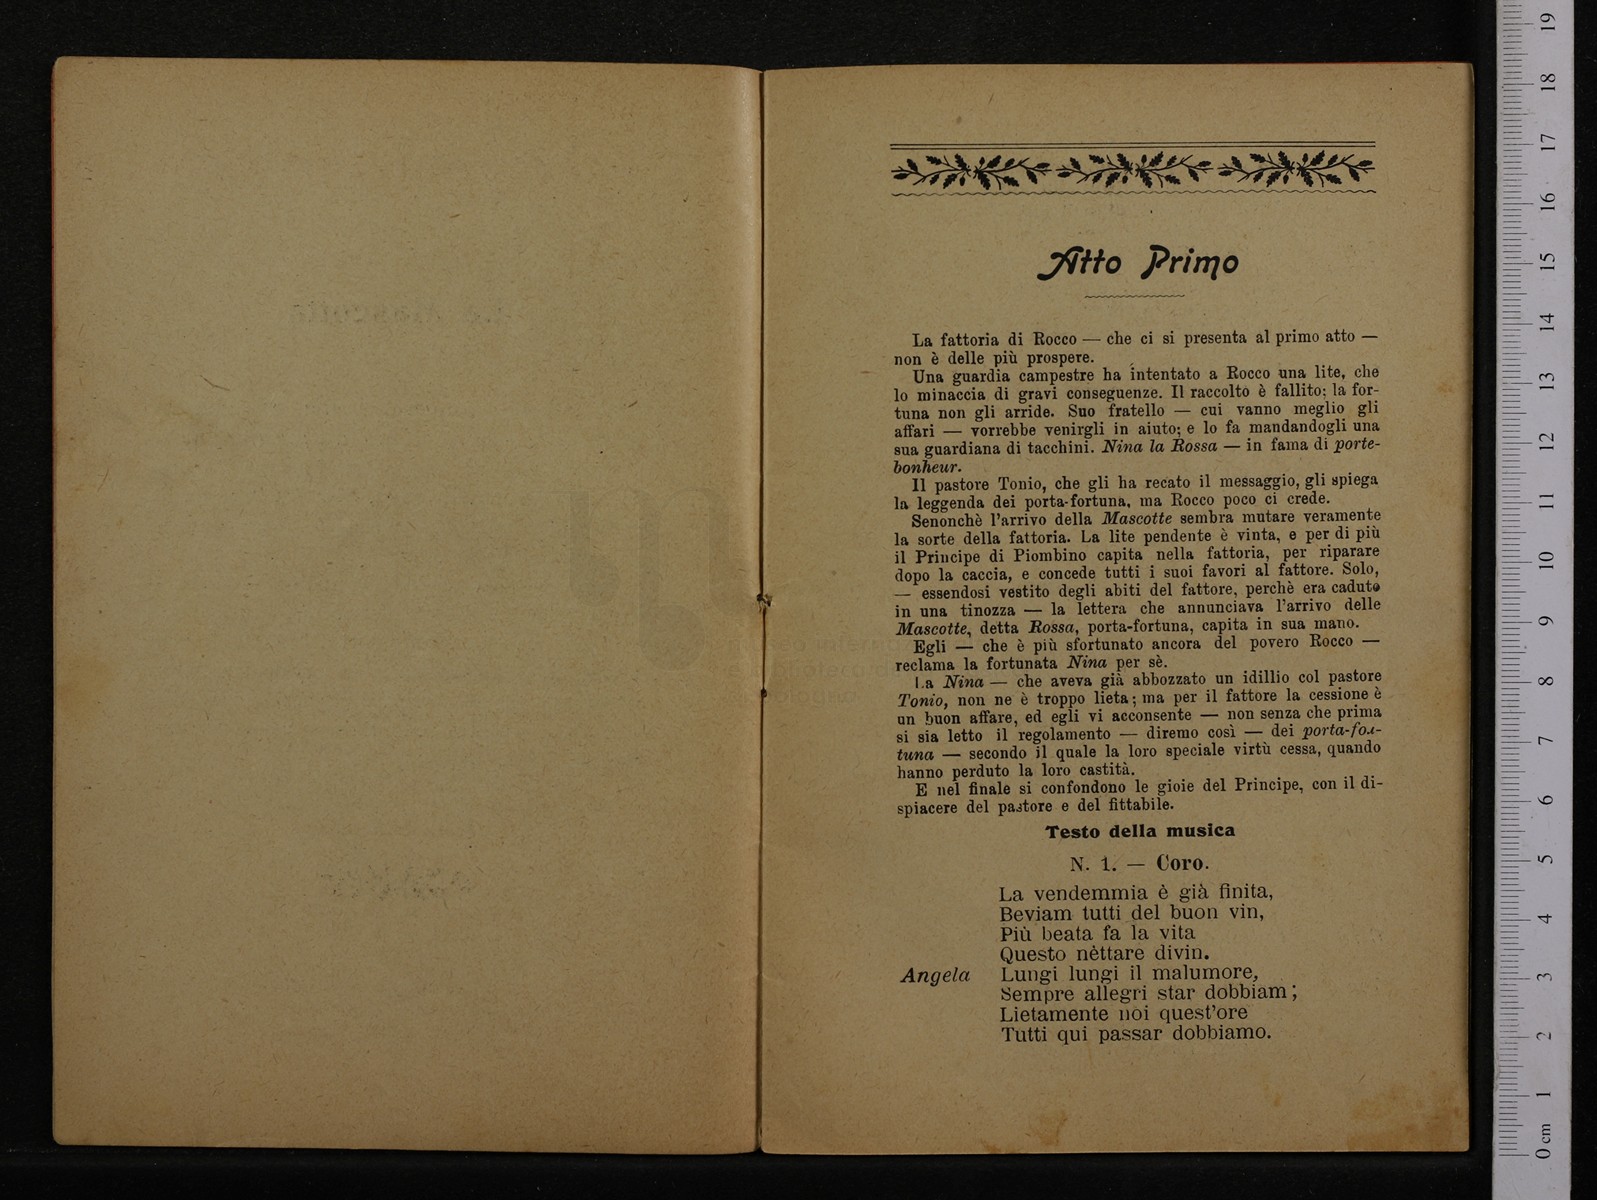 Atto Primo
La fattoria di Rocco — che ci si presenta al primo atto —
non è delle più prospere.
Una guardia campestre ha intentato a Rocco una lite, che
lo minaccia di gravi conseguenze. Il raccolto è fallito; la for-
tuna non gli arride. Suo fratello — cui vanno meglio gli
affari — vorrebbe venirgli in aiuto; e lo fa mandandogli una
sua guardiana di tacchini. Nina la Rossa — in fama di porte-
bonheur.
Il pastore Tonio, che gli ha recato il messaggio, gli spiega
la leggenda dei porta-fortuna, ma Rocco poco ci crede.
Senonchè l'arrivo della Mascotte sembra mutare veramente
la sorte della fattoria. La lite pendente è vinta, e per di più
il Principe di Piombino capita nella fattoria, per riparare
dopo la caccia, e concede tutti i suoi favori al fattore. Solo,
— essendosi vestito degli abiti del fattore, perchè era caduto
in una tinozza — la lettera che annunciava l'arrivo delle
Mascotte, detta Rossa, porta-fortuna, capita in sua mano.
Egli — che è più sfortunato ancora del povero Rocco —
reclama la fortunata Nina per sè.
La Nina — che aveva già abbozzato un idillio col pastore
Tonio, non ne è troppo lieta; ma per il fattore la cessione è
un buon affare, ed egli vi acconsente — non senza che prima
si sia letto il regolamento — diremo così — dei porta-for-
tuna — secondo il quale la loro speciale virtù cessa, quando
hanno perduto la loro castità.
E nel finale si confondono le gioie del Principe, con il di-
spiacere del pastore e del fittabile.
Testo della musica
N. 1. — Coro.
La vendemmia è già finita,
Beviam tutti del buon vin,
Più beata fa la vita
Questo nèttare divin.
Angela Lungi lungi il malumore,
Sempre allegri star dobbiam;
Lietamente noi quest'ore
Tutti qui passar dobbiamo.
0 cm 1 2 3 4 5 6 7 8 9 10 11 12 13 14 15 16 17 18 19